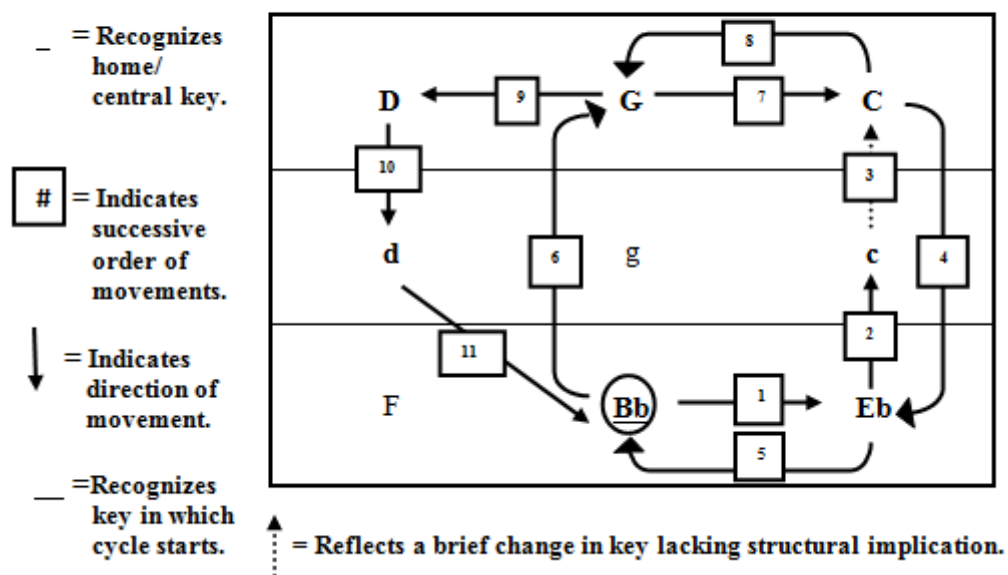 _ = Recognizes
home/
central key.
# = Indicates
successive
order of
movements.
= Indicates
direction of
movement.
__ =Recognizes
key in which
cycle starts.
8
D 9 G 7 C
10 3
d 6 g c 4
11 2
F Bb 1 Eb
5
= Reflects a brief change in key lacking structural implication.